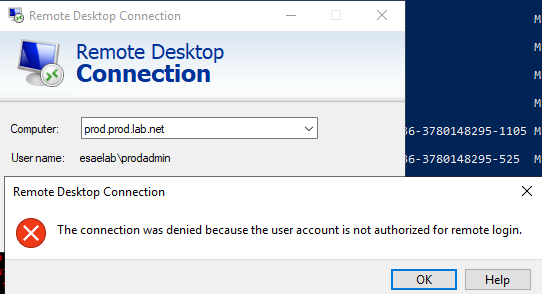 Remote Desktop Connection
Remote Desktop
Connection
Computer: prod.prod.lab.net
User name: esaelab\prodadmin
M
M
M
M
36-3780148295-1105 M
36-3780148295-525 M
Remote Desktop Connection
The connection was denied because the user account is not authorized for remote login.
OK Help